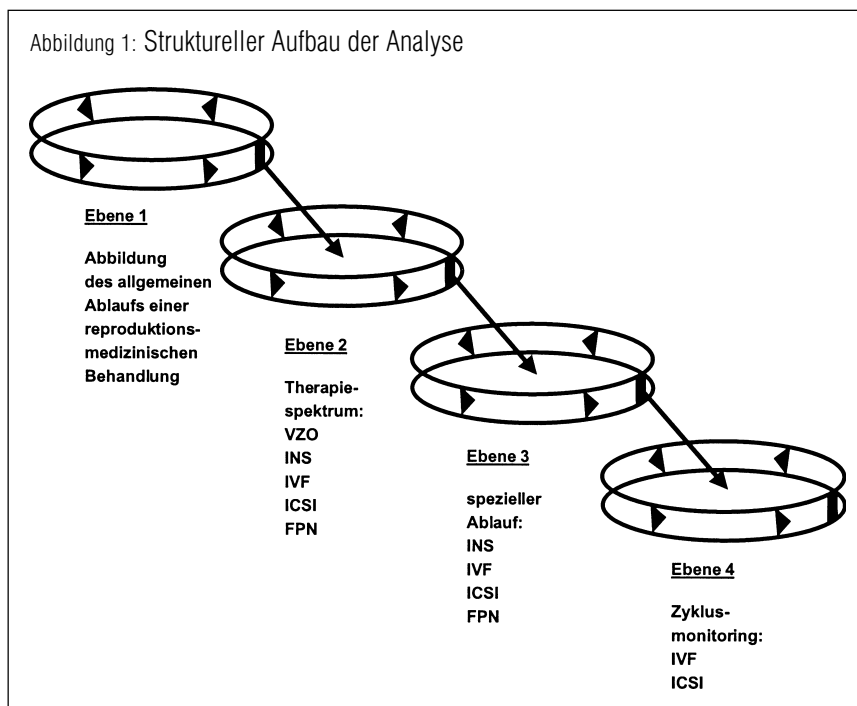 Abbildung 1: Struktureller Aufbau der Analyse
Ebene 1
Abbildung
des allgemeinen
Ablaufs einer
reproduktions-
medizinischen
Behandlung
Ebene 2
Therapie-
spektrum:
VZO
INS
IVF
ICSI
FPN
Ebene 3
spezieller
Ablauf:
INS
IVF
ICSI
FPN
Ebene 4
Zyklus-
monitoring:
IVF
ICSI